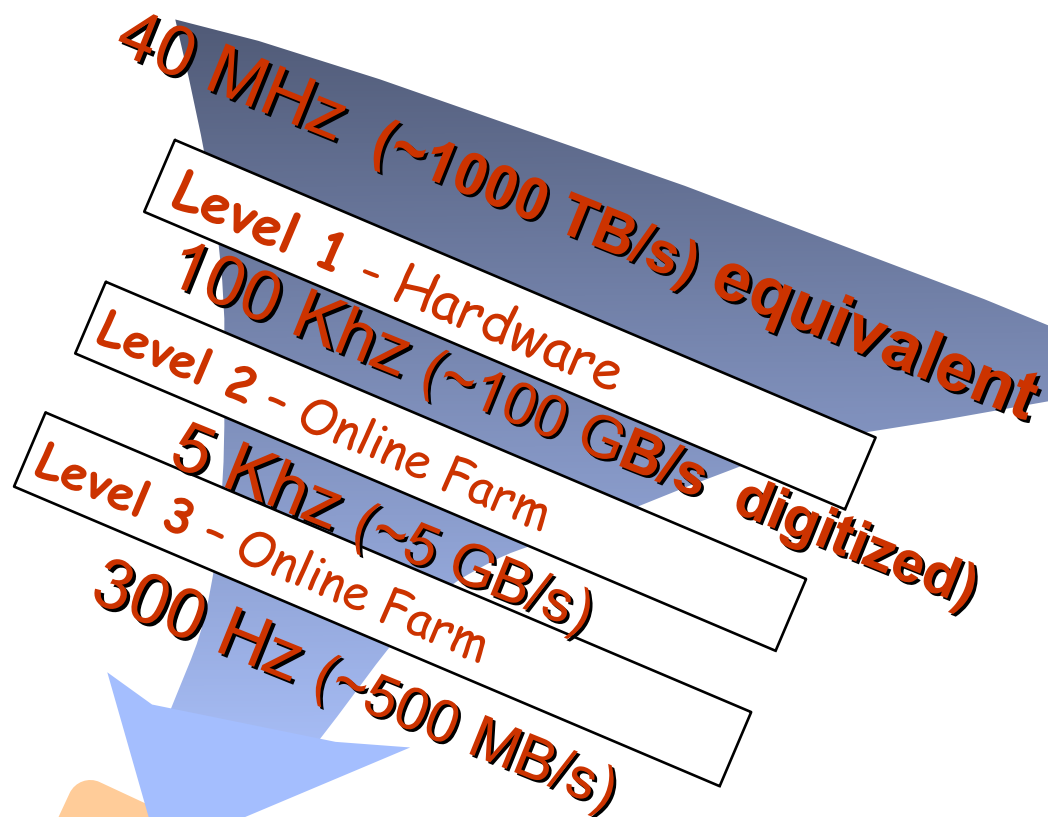 40 MHz (~1000 TB/s) equivalent
Level 1 - Hardware
100 Khz (~100 GB/s digitized)
Level 2 - Online Farm
5 Khz (~5 GB/s)
Level 3 - Online Farm
300 Hz (~500 MB/s)